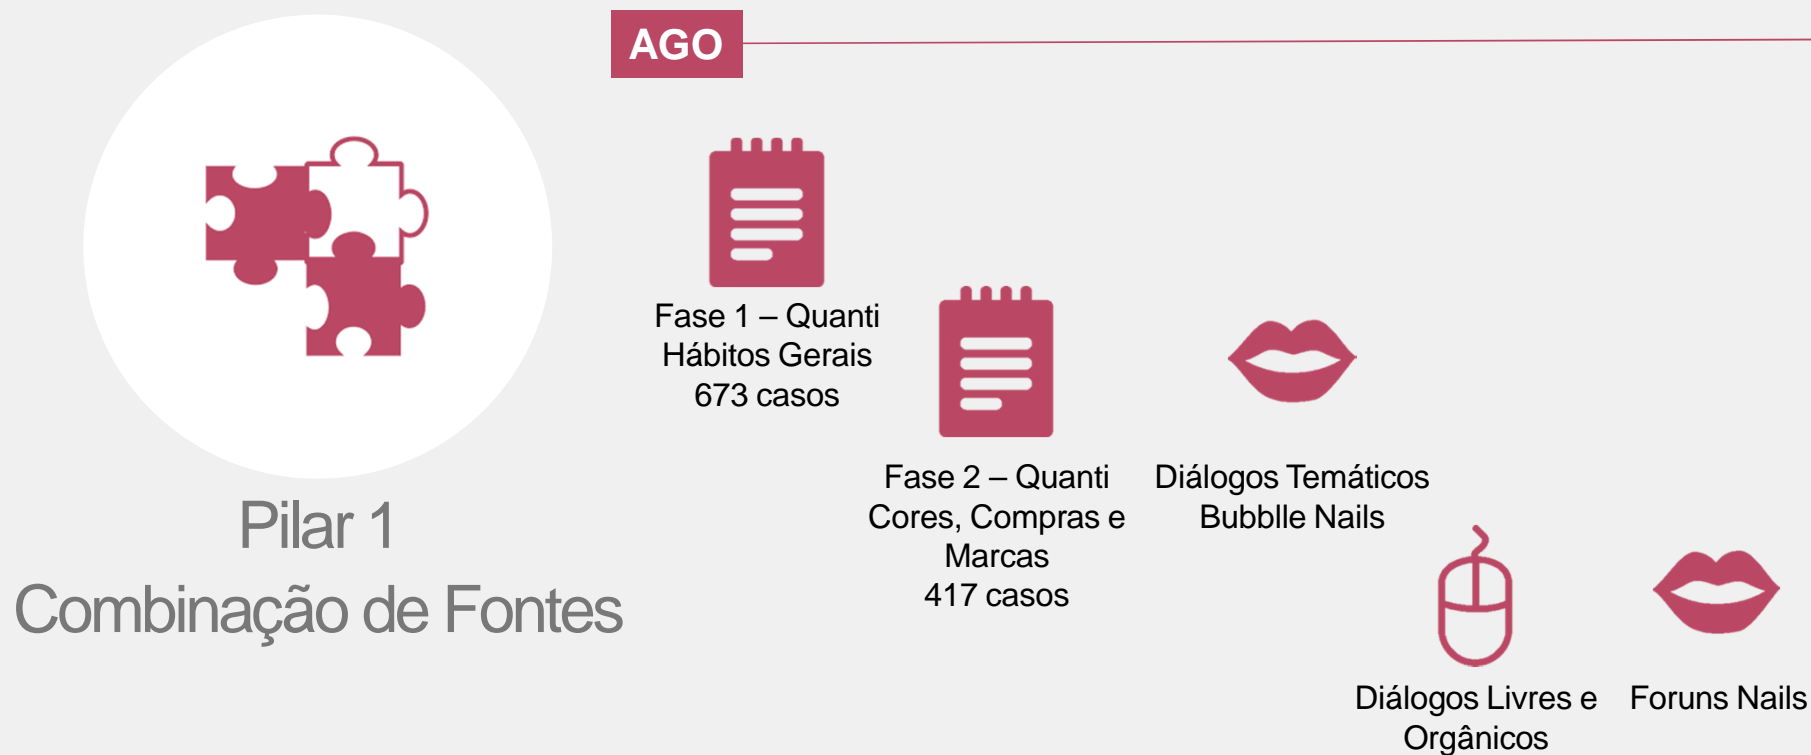 AGO
Pilar 1
Combinação de Fontes
Fase 1 – Quanti
Hábitos Gerais
673 casos
Fase 2 – Quanti
Cores, Compras e
Marcas
417 casos
Diálogos Temáticos
Bubblle Nails
Diálogos Livres e
Orgânicos
Foruns Nails